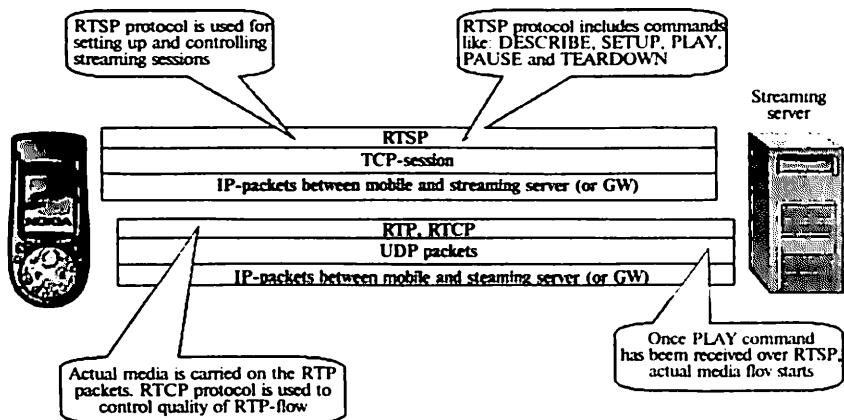 RTSP protocol is used for
setting up and controlling
streaming sessions
RTSP protocol includes commands
like: DESCRIBE, SETUP, PLAY,
PAUSE and TEARDOWN
Streaming
server
RTSP
TCP-session
IP-packets between mobile and streaming server (or GW)
NOKIA
RTP, RTCP
UDP packets
IP-packets between mobile and steaming server (or GW)
Actual media is carried on the RTP
packets. RTCP protocol is used to
control quality of RTP-flow
Once PLAY command
has beem received over RTSP,
actual media flov starts